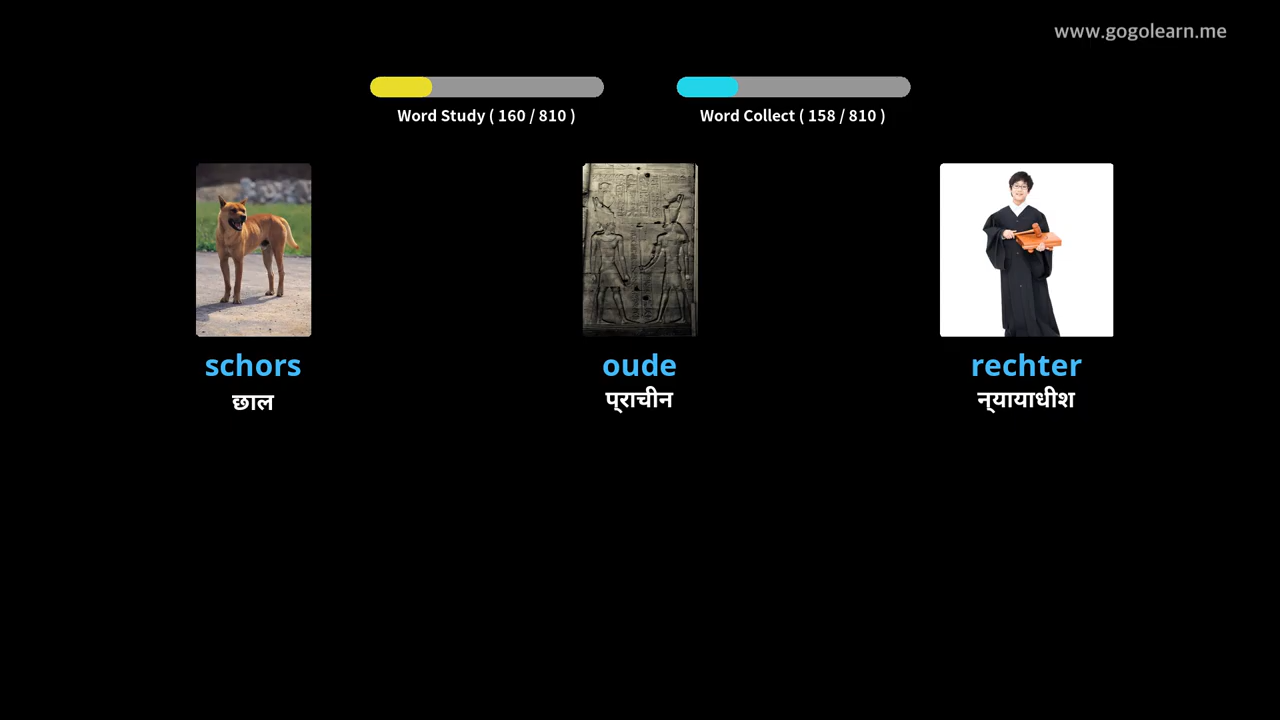 www.gogolearn.me
Word Study ( 160 / 810 )
Word Collect ( 158 / 810 )
schors
छाल
oude
प्राचीन
rechter
न्यायाधीश